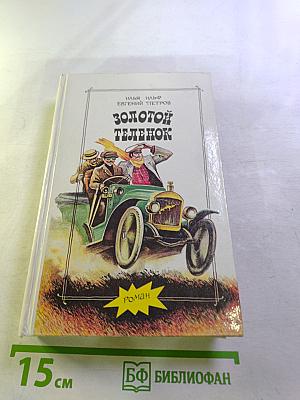 ИЛЬЯ ИЛЬФ
ЕВГЕНИЙ ПЕТРОВ
ЗОЛОТОЙ
ТЕЛЕНОК
роман
15 см
БФ БИБЛИОФАН